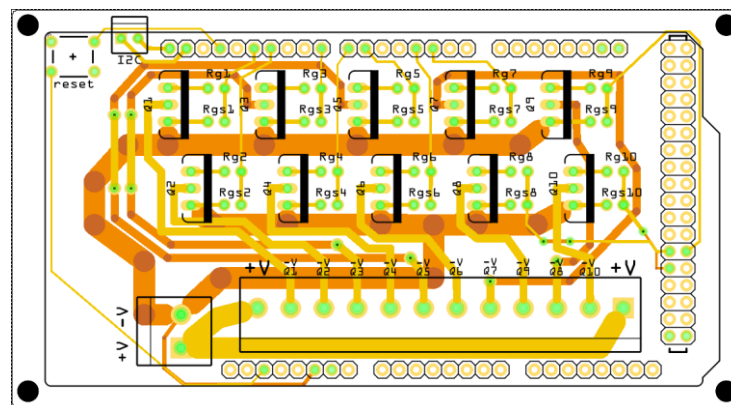 I2C
reset
Rg1
Rg3
Rg5
Rg7
Rg9
Q1
Q3
Q5
Q7
Q9
Rgs1
Rgs3
Rgs5
Rgs7
Rgs9
Rg2
Rg4
Rg6
Rg8
Rg10
Q2
Q4
Q6
Q8
Q10
Rgs2
Rgs4
Rgs6
Rgs8
Rgs10
+V
-V Q1
-V Q2
-V Q3
-V Q4
-V Q5
-V Q6
-V Q7
-V Q9
-V Q8
-V Q10
+V
-V
+V